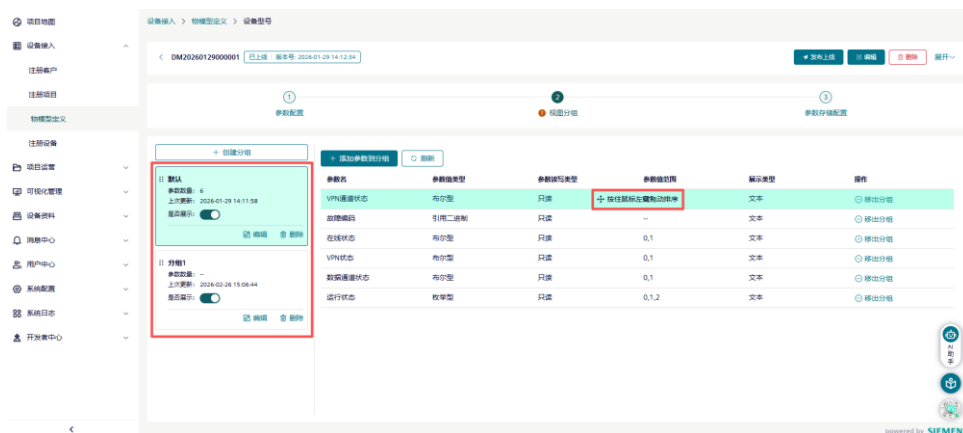 项目地图
设备接入
注册客户
注册项目
物模型定义
注册设备
项目运营
可视化管理
设备资料
消息中心
用户中心
系统配置
系统日志
开发者中心
设备接入 > 物模型定义 > 设备型号
DM20260129000001 已上线 版本号: 2026-01-29 14:12:54
发布上线 编辑 删除 展开
1 参数配置
2 视图分组
3 参数存储配置
+ 创建分组
默认
参数数量: 6
上次更新: 2026-01-29 14:11:58
是否展示:
编辑 删除
分组1
参数数量: --
上次更新: 2026-02-26 15:06:44
是否展示:
编辑 删除
+ 添加参数到分组 刷新
参数名 参数值类型 参数读写类型 参数值范围 展示类型 操作
VPN通道状态 布尔型 只读 按住鼠标左键拖动排序 文本 移出分组
故障编码 引用二进制 只读 -- 文本 移出分组
在线状态 布尔型 只读 0,1 文本 移出分组
VPN状态 布尔型 只读 0,1 文本 移出分组
数据通道状态 布尔型 只读 0,1 文本 移出分组
运行状态 枚举型 只读 0,1,2 文本 移出分组
AI助手
powered by SIEMEN